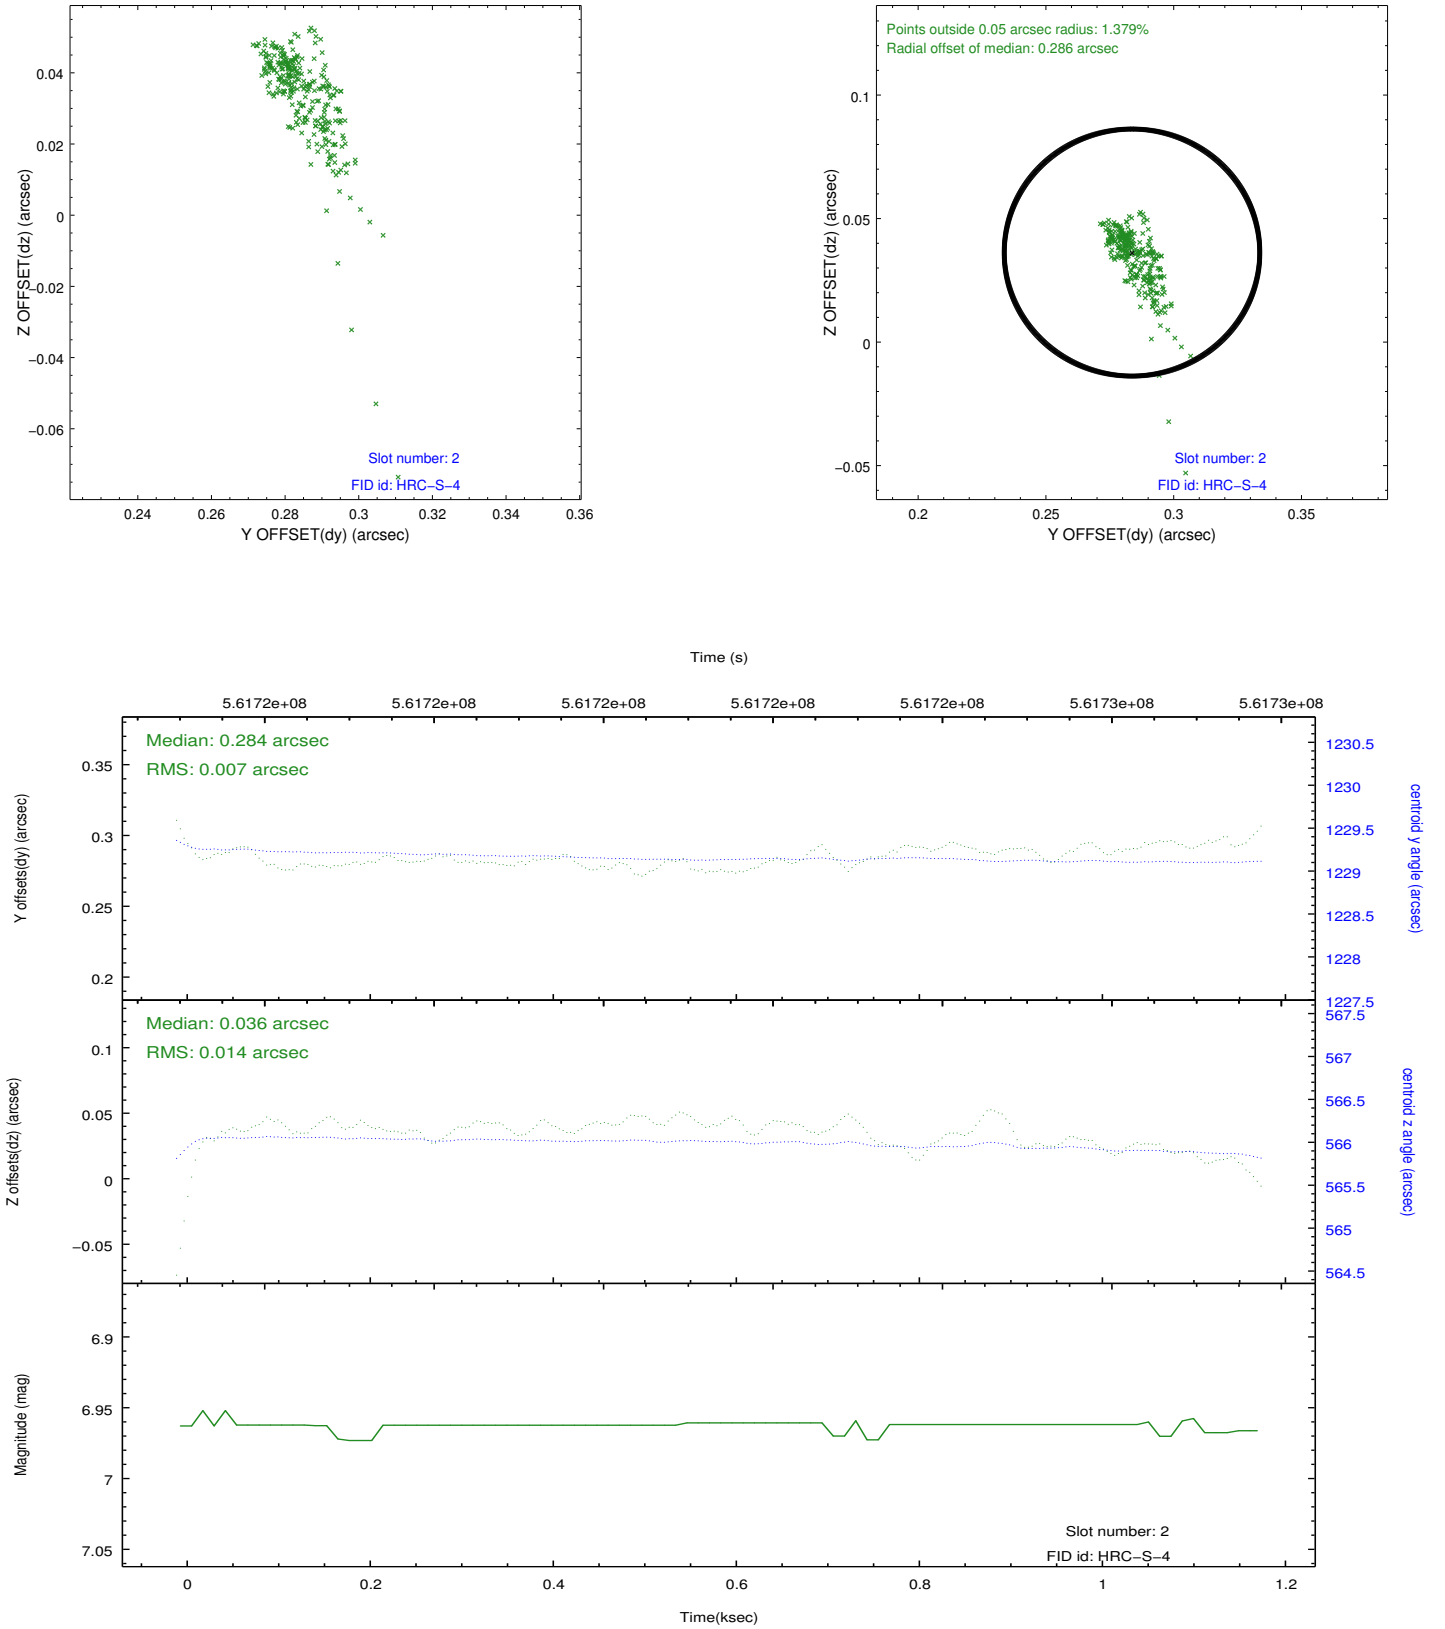 0.04
0.02
0
−0.02
−0.04
−0.06
Z OFFSET(dz) (arcsec)
Slot number: 2
FID id: HRC−S−4
0.24 0.26 0.28 0.3 0.32 0.34 0.36
Y OFFSET(dy) (arcsec)
Points outside 0.05 arcsec radius: 1.379%
Radial offset of median: 0.286 arcsec
0.1
0.05
0
−0.05
Z OFFSET(dz) (arcsec)
Slot number: 2
FID id: HRC−S−4
0.2 0.25 0.3 0.35
Y OFFSET(dy) (arcsec)
Time (s)
5.6172e+08 5.6172e+08 5.6172e+08 5.6172e+08 5.6172e+08 5.6173e+08 5.6173e+08
Median: 0.284 arcsec
RMS: 0.007 arcsec
0.35
0.3
0.25
0.2
Y offsets(dy) (arcsec)
1230.5
1230
1229.5
1229
1228.5
1228
1227.5
centroid y angle (arcsec)
Median: 0.036 arcsec
RMS: 0.014 arcsec
0.1
0.05
0
−0.05
Z offsets(dz) (arcsec)
567.5
567
566.5
566
565.5
565
564.5
centroid z angle (arcsec)
6.9
6.95
7
7.05
Magnitude (mag)
Slot number: 2
FID id: HRC−S−4
0 0.2 0.4 0.6 0.8 1 1.2
Time(ksec)